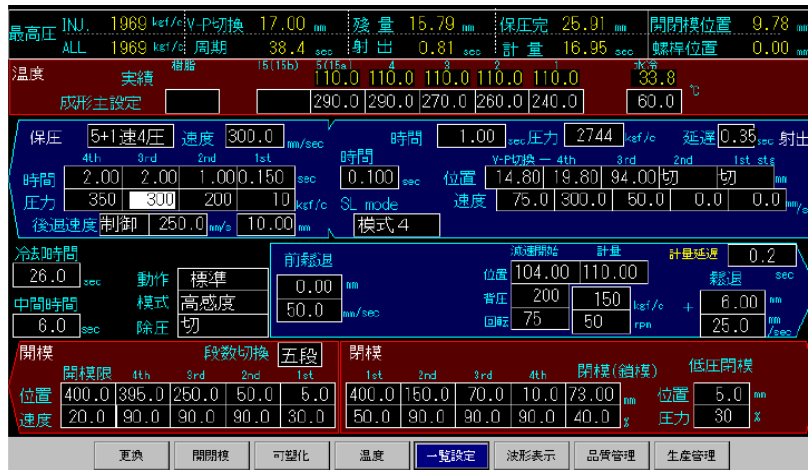 最高圧 INJ. 1969 kgf/c V-P切換 17.00 mm 殘量 15.79 mm 保圧完 25.91 mm 開閉模位置 9.78 mm
ALL 1969 kgf/c 周期 38.4 sec 射出 0.81 sec 計量 16.95 sec 螺桿位置 0.00 mm
温度 樹脂 5(15b) 5(15a) 4 3 2 1 水冷
実績 110.0 110.0 110.0 110.0 110.0 33.8 ℃
成形主設定 290.0 290.0 270.0 260.0 240.0 60.0
保圧 5+1速4圧 速度 300.0 mm/sec 時間 1.00 sec 圧力 2744 kgf/c 延遅 0.35 sec 射出
4th 3rd 2nd 1st 時間 V-P切換 — 4th 3rd 2nd 1st stg
時間 2.00 2.00 1.00 0.150 sec 0.100 sec 位置 14.80 19.80 94.00 切 切 mm
圧力 350 300 200 10 kgf/c SL mode 速度 75.0 300.0 50.0 0.0 0.0 mm/s
後退速度 制御 250.0 mm/s 10.00 mm 模式4
冷去即時間 前鬆退 減速開始 計量 計量延遅 0.2
26.0 sec 動作 標準 0.00 mm 位置 104.00 110.00 鬆退 sec
中間時間 模式 高感度 50.0 mm/sec 背圧 200 150 kgf/c + 6.00 mm
6.0 sec 除圧 切 回転 75 50 rpm 25.0 mm/sec
開模 段数切換 五段 閉模
開模限 4th 3rd 2nd 1st 1st 2nd 3rd 4th 閉模(鎖模) 低圧閉模
位置 400.0 395.0 250.0 50.0 5.0 400.0 150.0 70.0 10.0 73.00 mm 位置 5.0 mm
速度 20.0 90.0 90.0 90.0 30.0 50.0 90.0 90.0 90.0 40.0 % 圧力 30 %
更換 開閉模 可塑化 温度 一覧設定 波形表示 品質管理 生産管理